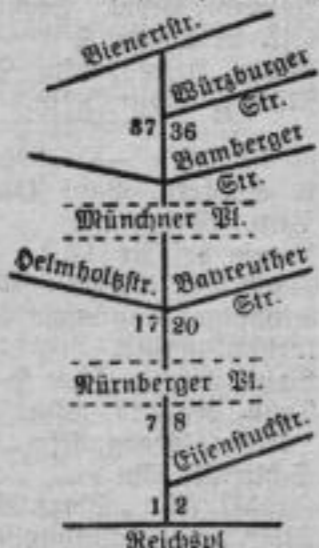 Bienertstr.
Würzburger
Str.
37 36
Bamberger
Str.
Münchner Pl.
Helmholtzstr. Bayreuther
Str.
17 20
Nürnberger Pl.
7 8
Eisenstuckstr.
1 2
Reichspl